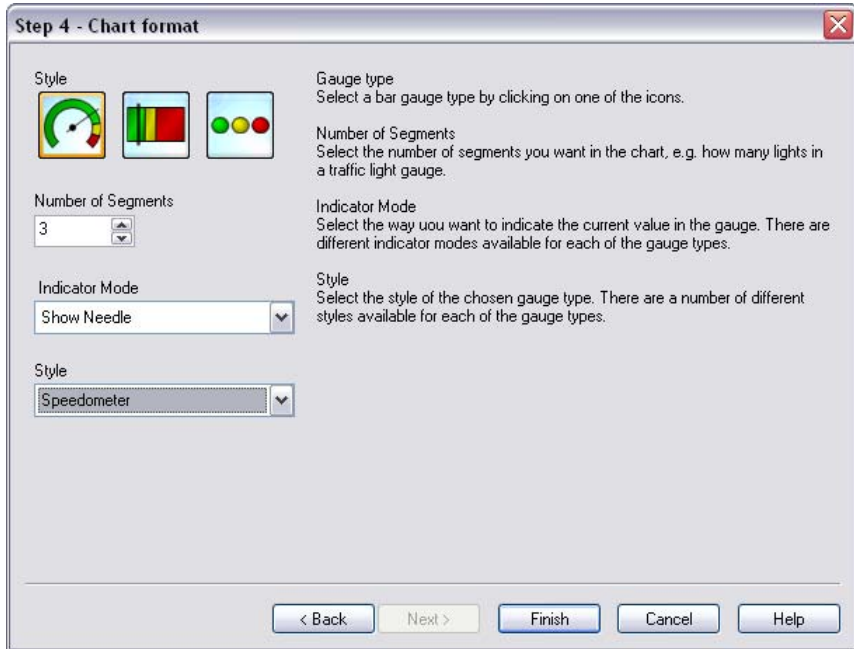 Step 4 - Chart format
Style
Number of Segments
3
Indicator Mode
Show Needle
Style
Speedometer
Gauge type
Select a bar gauge type by clicking on one of the icons.
Number of Segments
Select the number of segments you want in the chart, e.g. how many lights in
a traffic light gauge.
Indicator Mode
Select the way uou want to indicate the current value in the gauge. There are
different indicator modes available for each of the gauge types.
Style
Select the style of the chosen gauge type. There are a number of different
styles available for each of the gauge types.
< Back
Next >
Finish
Cancel
Help